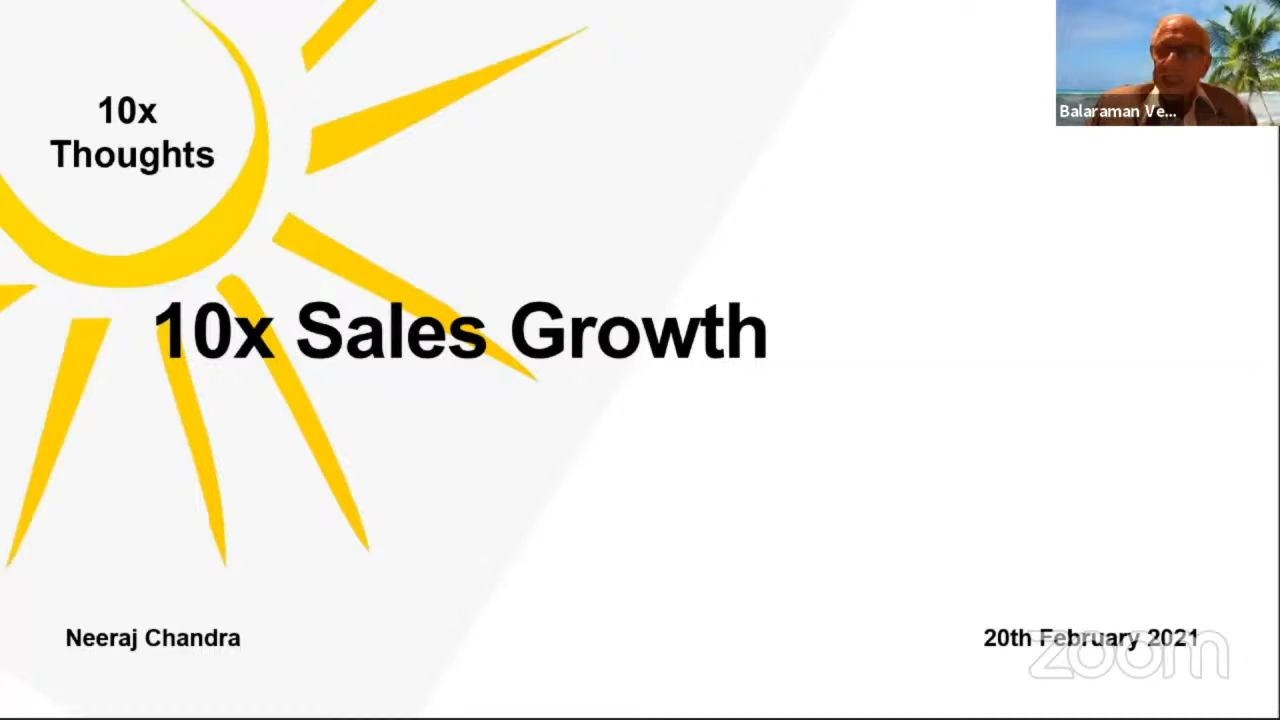 10x
Thoughts
Balaraman Ve...
10x Sales Growth
Neeraj Chandra
20th February 2021
zoom